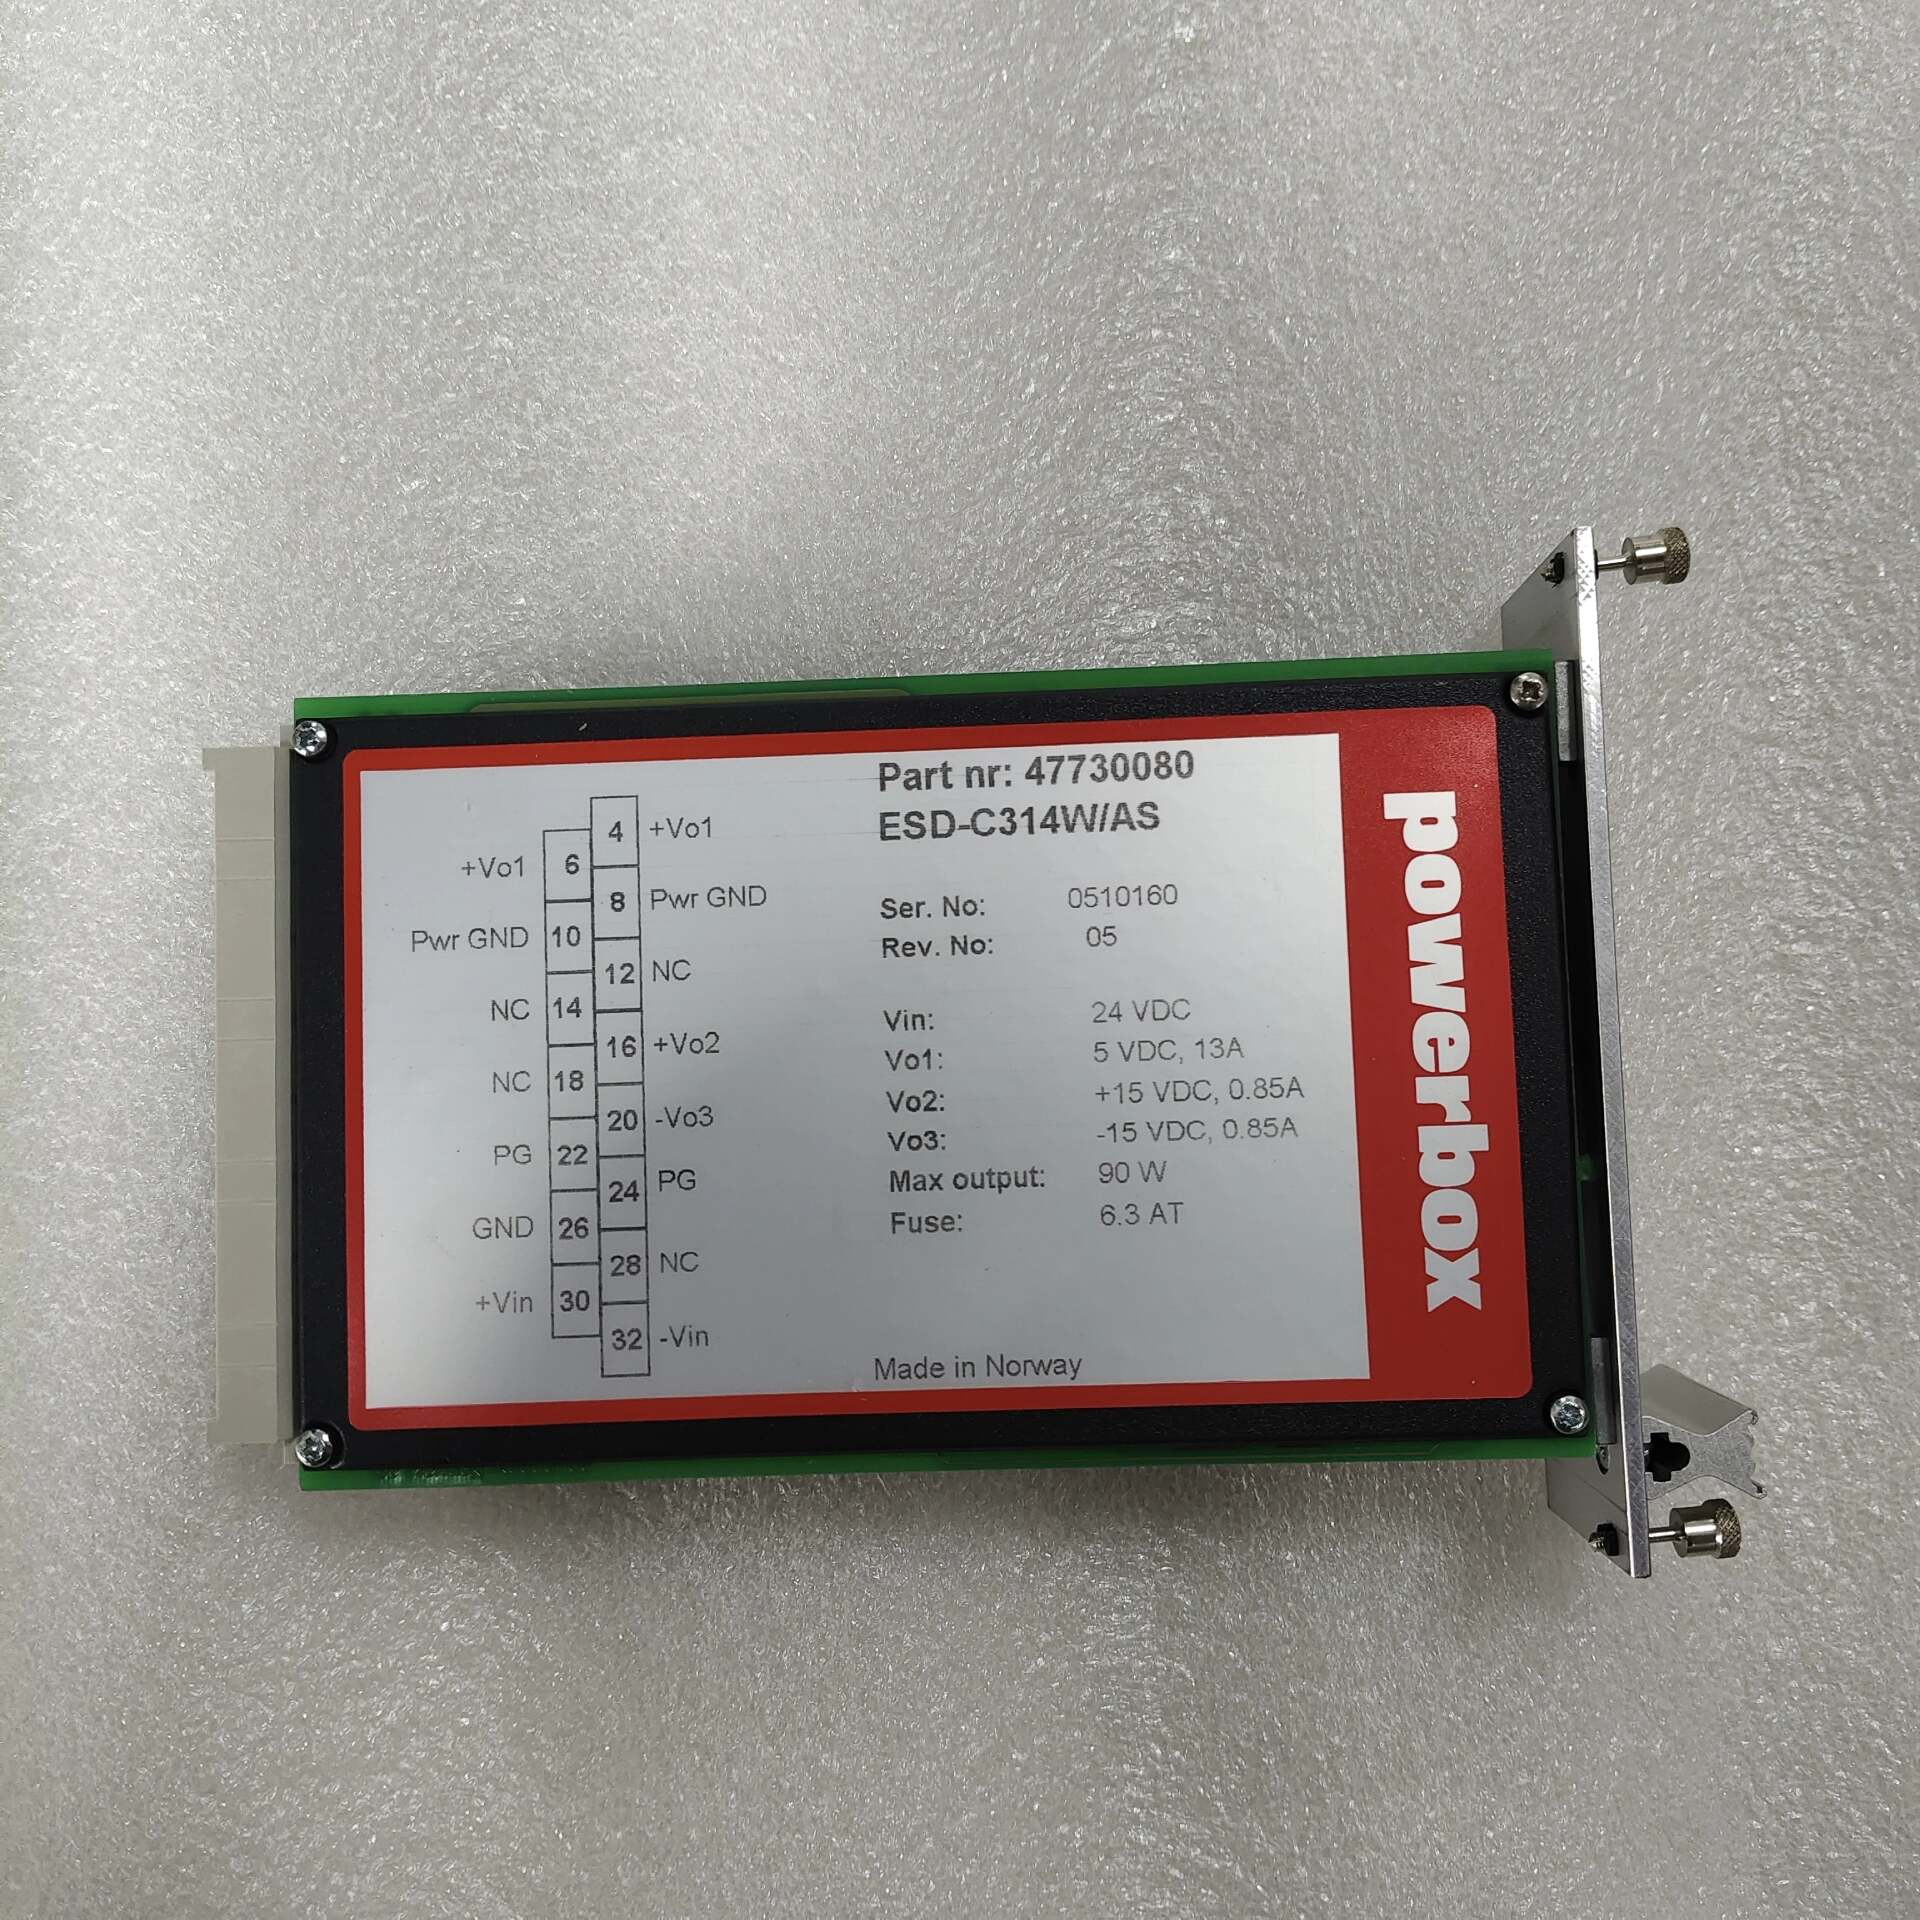 Part nr: 47730080
ESD-C314W/AS
4 +Vo1
+Vo1 6
8 Pwr GND
Pwr GND 10
12 NC
NC 14
16 +Vo2
NC 18
20 -Vo3
PG 22
24 PG
GND 26
28 NC
+Vin 30
32 -Vin
Ser. No: 0510160
Rev. No: 05
Vin: 24 VDC
Vo1: 5 VDC, 13A
Vo2: +15 VDC, 0.85A
Vo3: -15 VDC, 0.85A
Max output: 90 W
Fuse: 6.3 AT
Made in Norway
powerbox